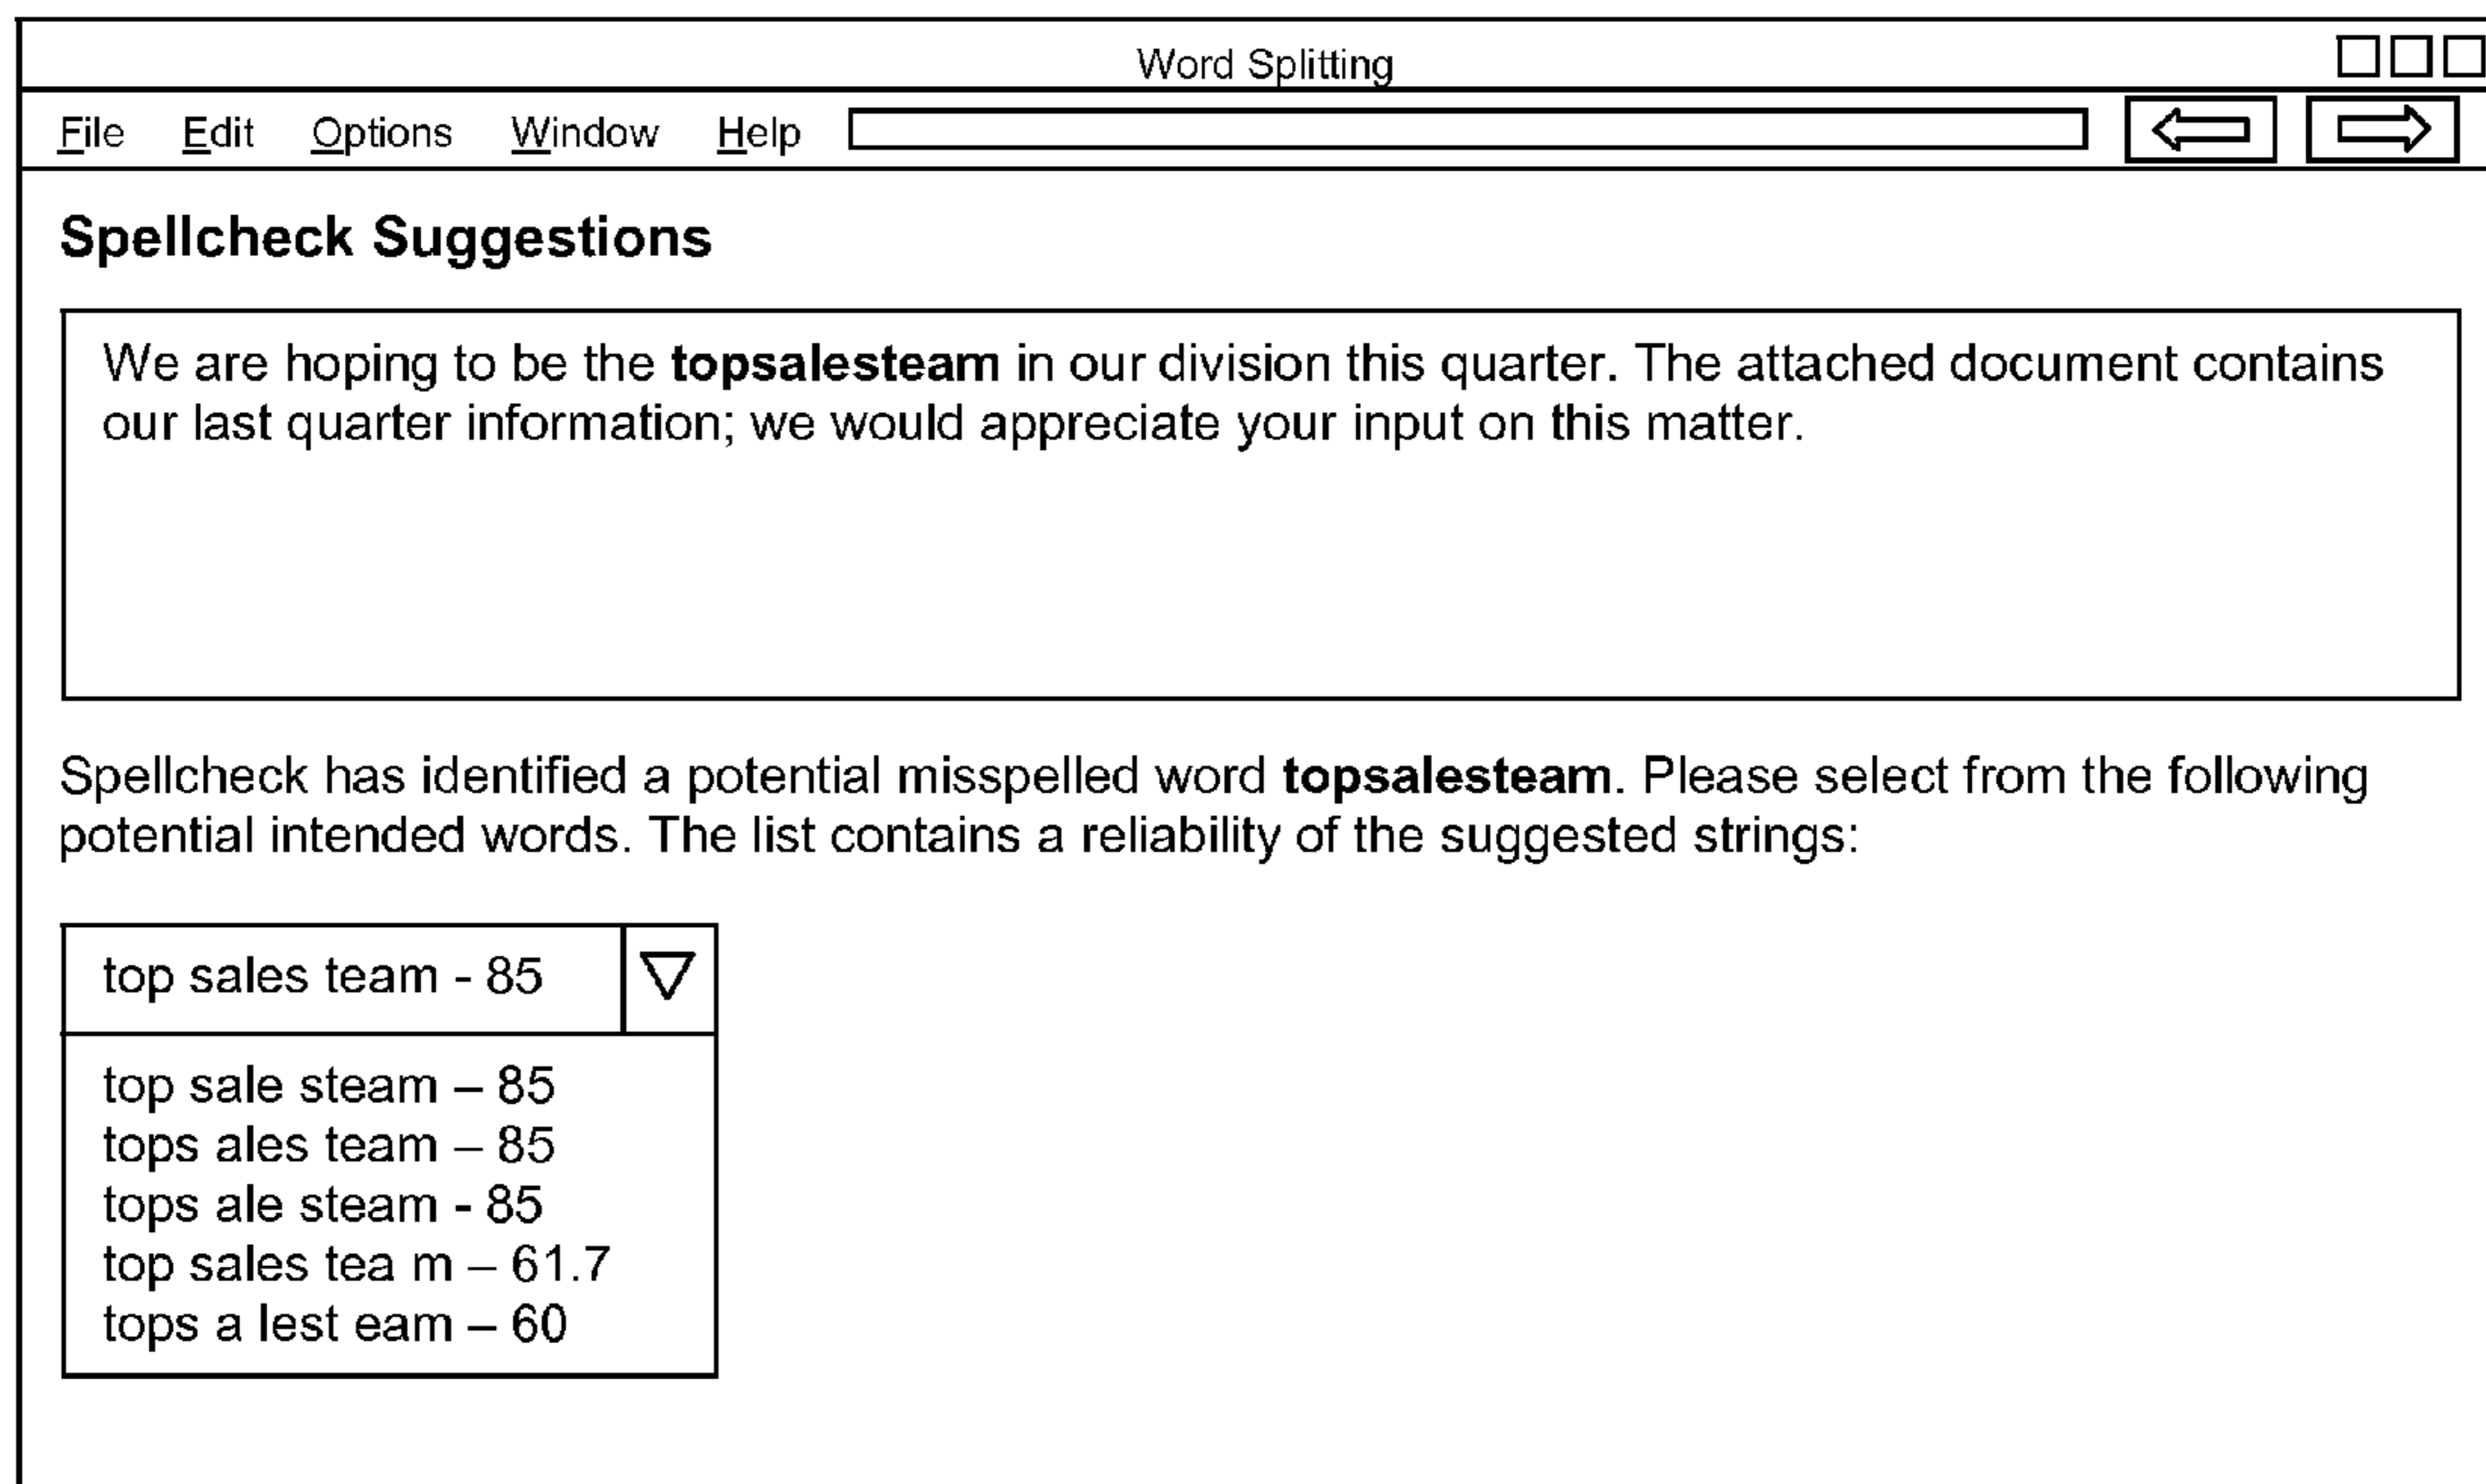 Word Splitting
File Edit Options Window Help
Spellcheck Suggestions
We are hoping to be the topsalesteam in our division this quarter. The attached document contains
our last quarter information; we would appreciate your input on this matter.
Spellcheck has identified a potential misspelled word topsalesteam. Please select from the following
potential intended words. The list contains a reliability of the suggested strings:
top sales team - 85
top sale steam – 85
tops ales team – 85
tops ale steam - 85
top sales tea m – 61.7
tops a lest eam – 60